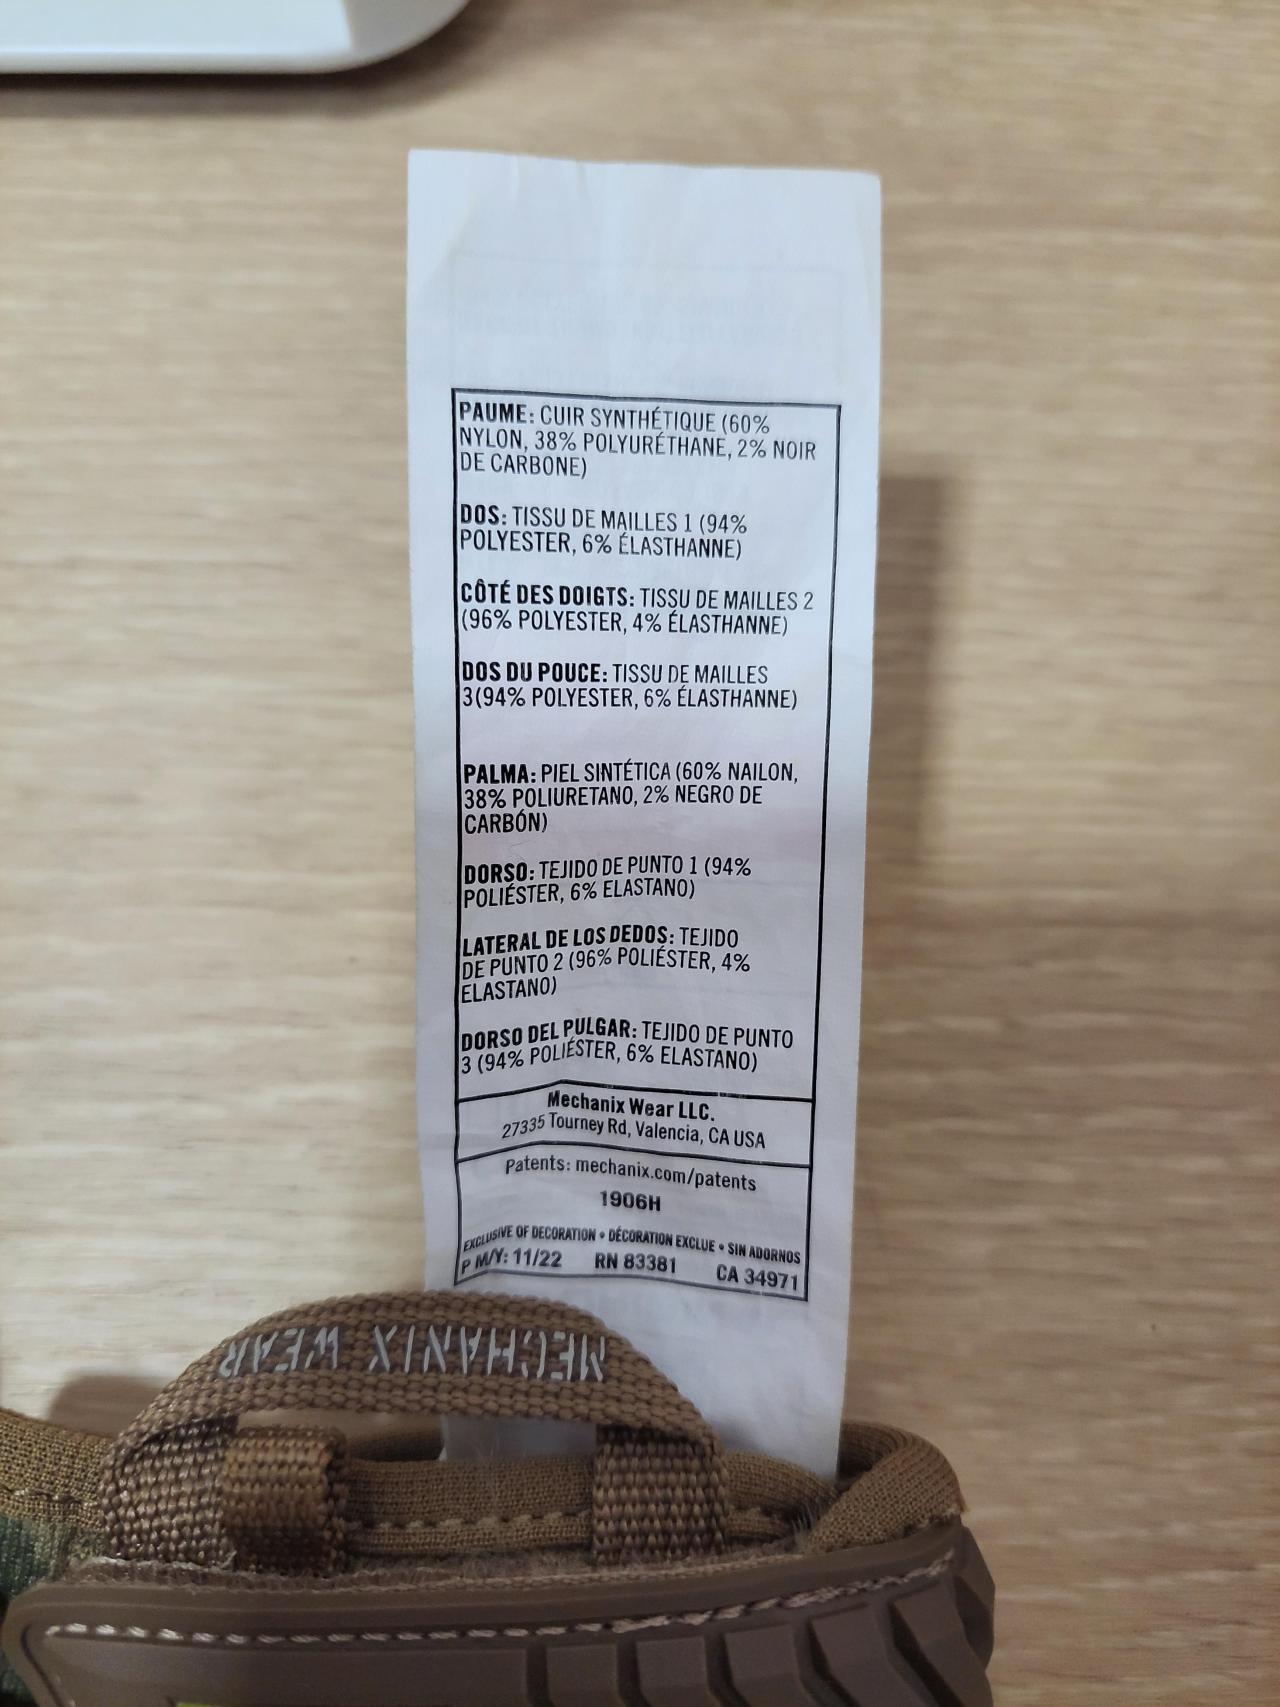 PAUME: CUIR SYNTHÉTIQUE (60%
NYLON, 38% POLYURÉTHANE, 2% NOIR
DE CARBONE)
DOS: TISSU DE MAILLES 1 (94%
POLYESTER, 6% ÉLASTHANNE)
CÔTÉ DES DOIGTS: TISSU DE MAILLES 2
(96% POLYESTER, 4% ÉLASTHANNE)
DOS DU POUCE: TISSU DE MAILLES
3(94% POLYESTER, 6% ÉLASTHANNE)
PALMA: PIEL SINTÉTICA (60% NAILON,
38% POLIURETANO, 2% NEGRO DE
CARBÓN)
DORSO: TEJIDO DE PUNTO 1 (94%
POLIÉSTER, 6% ELASTANO)
LATERAL DE LOS DEDOS: TEJIDO
DE PUNTO 2 (96% POLIÉSTER, 4%
ELASTANO)
DORSO DEL PULGAR: TEJIDO DE PUNTO
3 (94% POLIÉSTER, 6% ELASTANO)
Mechanix Wear LLC.
27335 Tourney Rd, Valencia, CA USA
Patents: mechanix.com/patents
1906H
EXCLUSIVE OF DECORATION • DÉCORATION EXCLUE • SIN ADORNOS
P M/Y: 11/22 RN 83381 CA 34971
MECHANIX WEAR